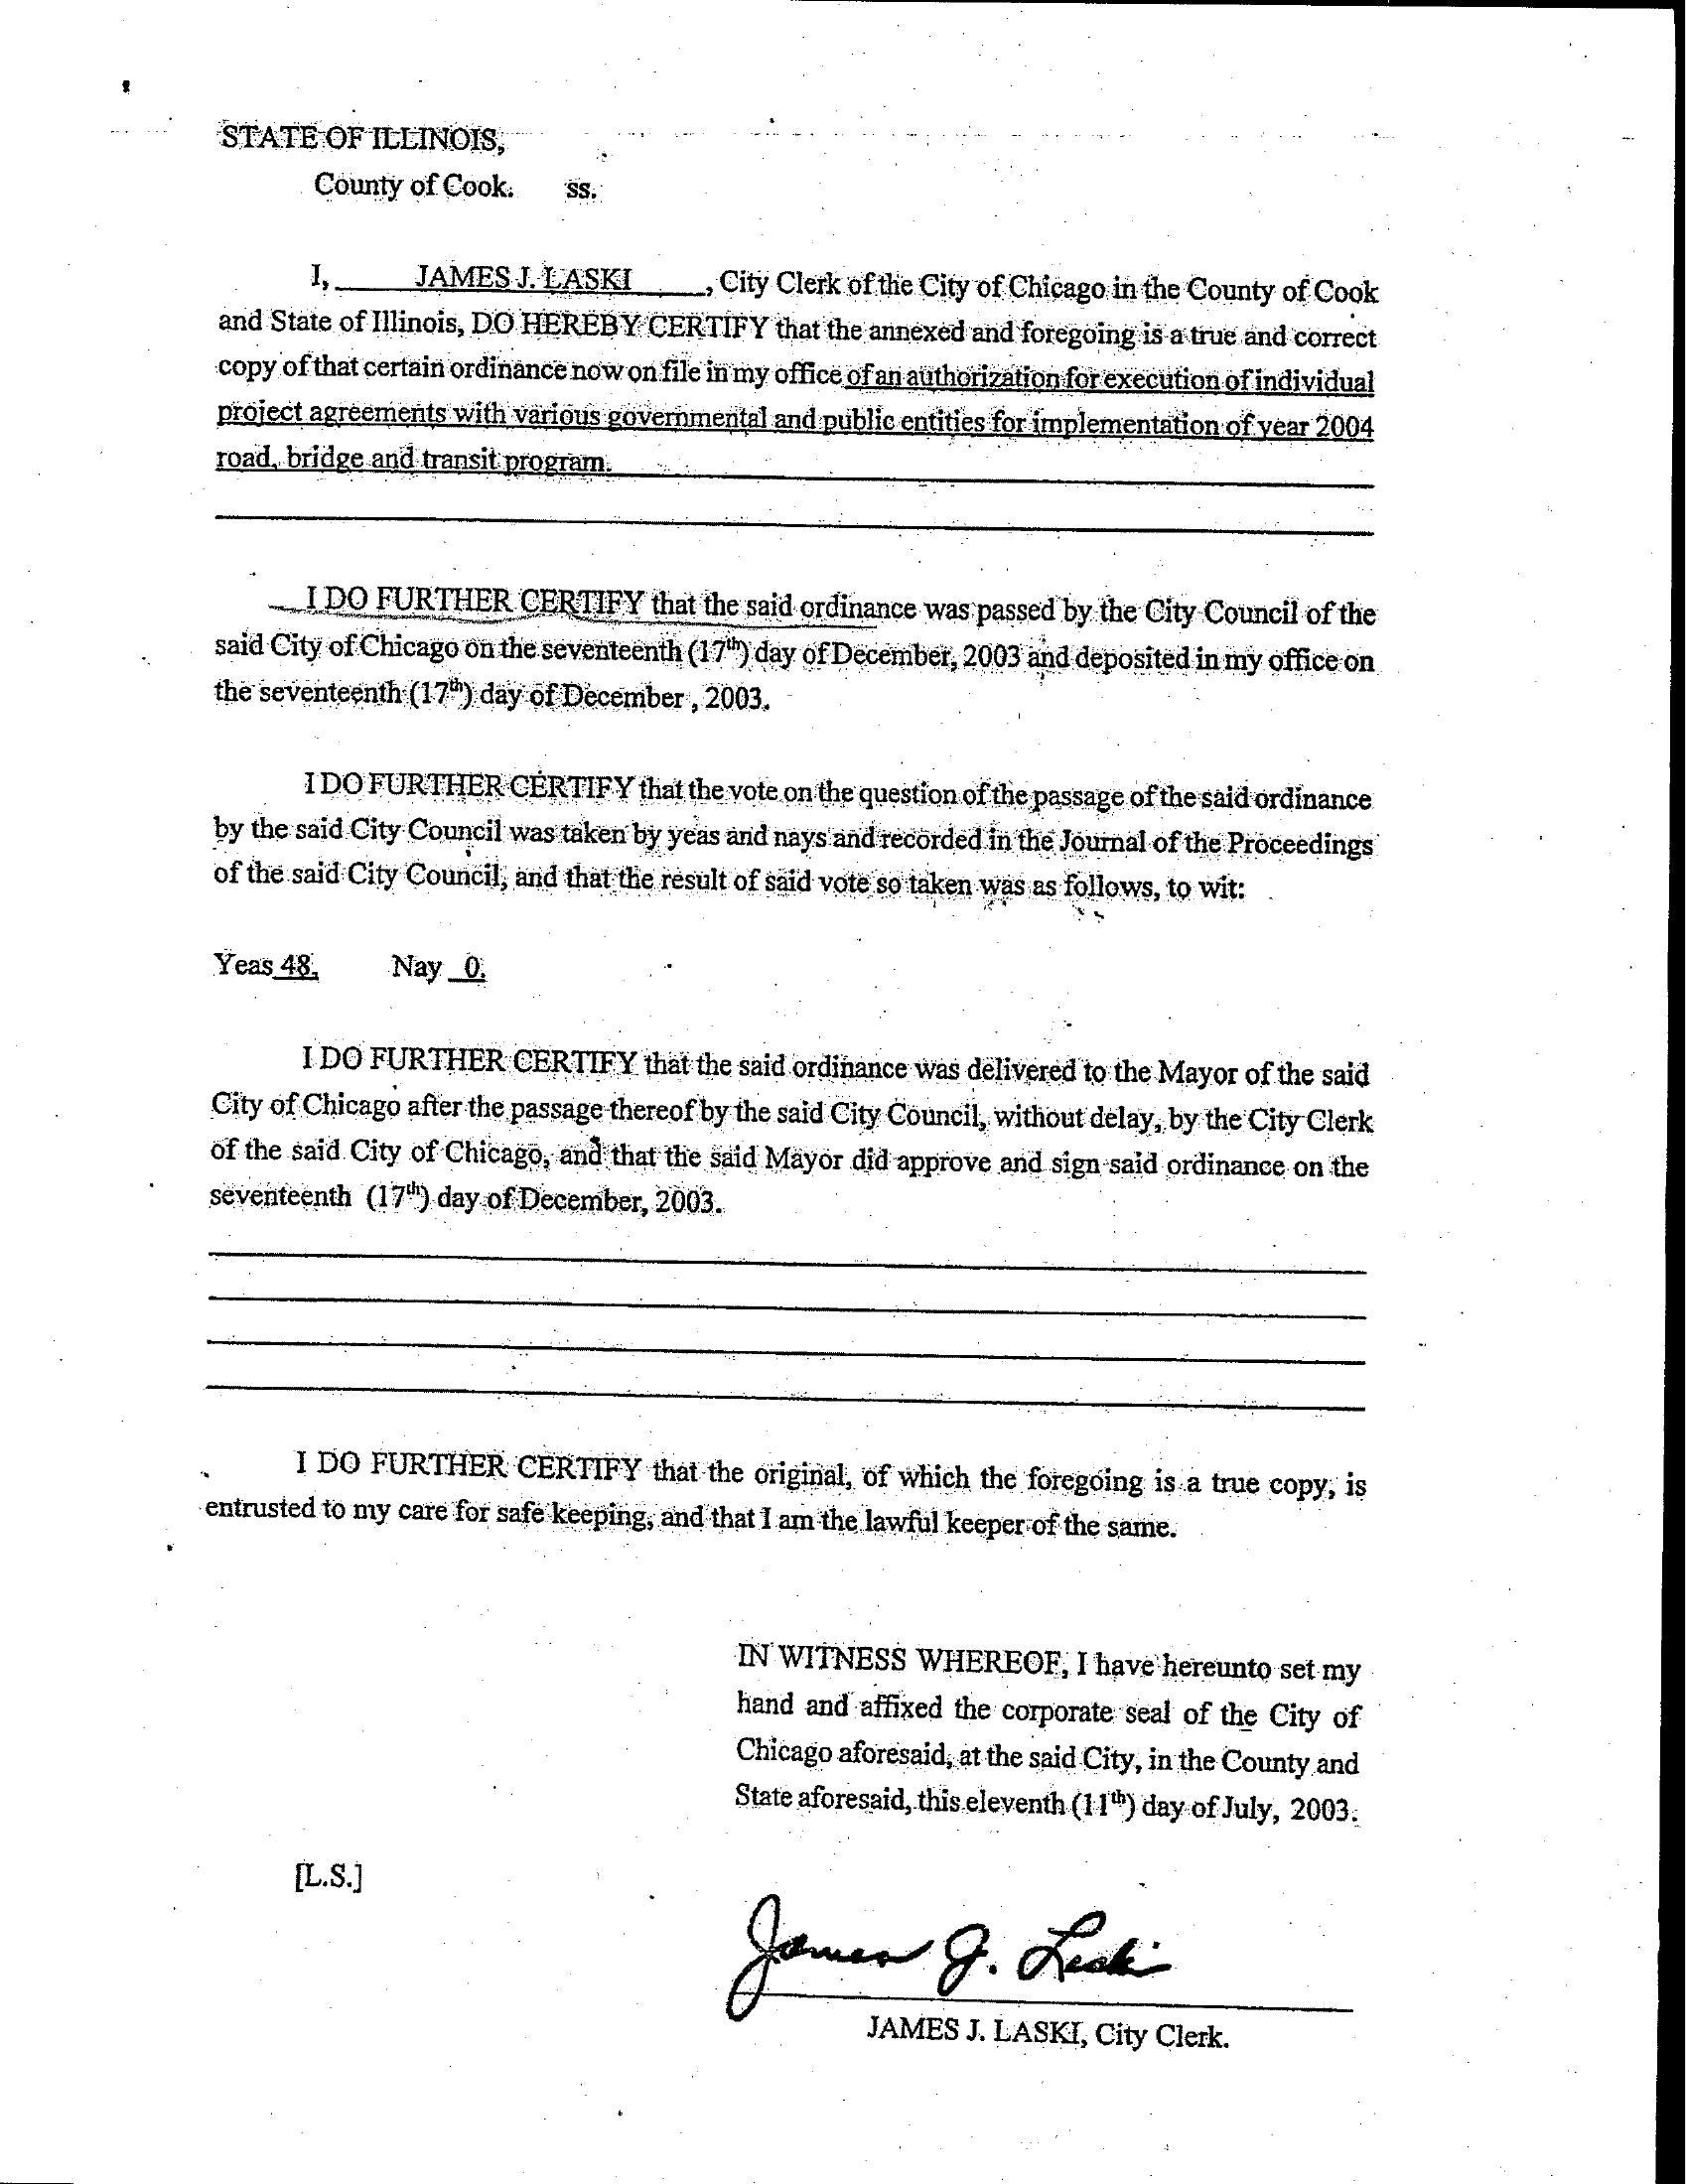 STATE OF ILLINOIS,
County of Cook. ss.
I, JAMES J. LASKI , City Clerk of the City of Chicago in the County of Cook
and State of Illinois, DO HEREBY CERTIFY that the annexed and foregoing is a true and correct
copy of that certain ordinance now on file in my office of an authorization for execution of individual
project agreements with various governmental and public entities for implementation of year 2004
road, bridge and transit program.
I DO FURTHER CERTIFY that the said ordinance was passed by the City Council of the
said City of Chicago on the seventeenth (17th) day of December, 2003 and deposited in my office on
the seventeenth (17th) day of December , 2003.
I DO FURTHER CERTIFY that the vote on the question of the passage of the said ordinance
by the said City Council was taken by yeas and nays and recorded in the Journal of the Proceedings
of the said City Council, and that the result of said vote so taken was as follows, to wit:
Yeas 48, Nay 0.
I DO FURTHER CERTIFY that the said ordinance was delivered to the Mayor of the said
City of Chicago after the passage thereof by the said City Council, without delay, by the City Clerk
of the said City of Chicago, and that the said Mayor did approve and sign said ordinance on the
seventeenth (17th) day of December, 2003.
I DO FURTHER CERTIFY that the original, of which the foregoing is a true copy, is
entrusted to my care for safe keeping, and that I am the lawful keeper of the same.
IN WITNESS WHEREOF, I have hereunto set my
hand and affixed the corporate seal of the City of
Chicago aforesaid, at the said City, in the County and
State aforesaid, this eleventh (11th) day of July, 2003.
[L.S.]
James J. Laski
JAMES J. LASKI, City Clerk.